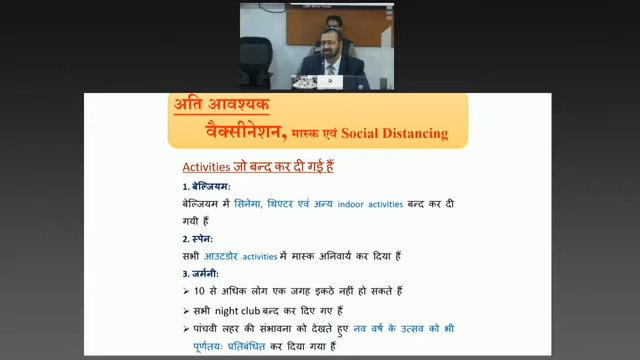 अति आवश्यक
वैक्सीनेशन, मास्क एवं Social Distancing
Activities जो बन्द कर दी गई हैं
1. बेल्जियम:
बेल्जियम में सिनेमा, थिएटर एवं अन्य indoor activities बन्द कर दी
गयी हैं
2. स्पेन:
सभी आउटडोर activities में मास्क अनिवार्य कर दिया हैं
3. जर्मनी:
➢ 10 से अधिक लोग एक जगह इकठे नहीं हो सकते हैं
➢ सभी night club बन्द कर दिए गए हैं
➢ पांचवी लहर की संभावना को देखते हुए नव वर्ष के उत्सव को भी
पूर्णतयः प्रतिबंधित कर दिया गया हैं